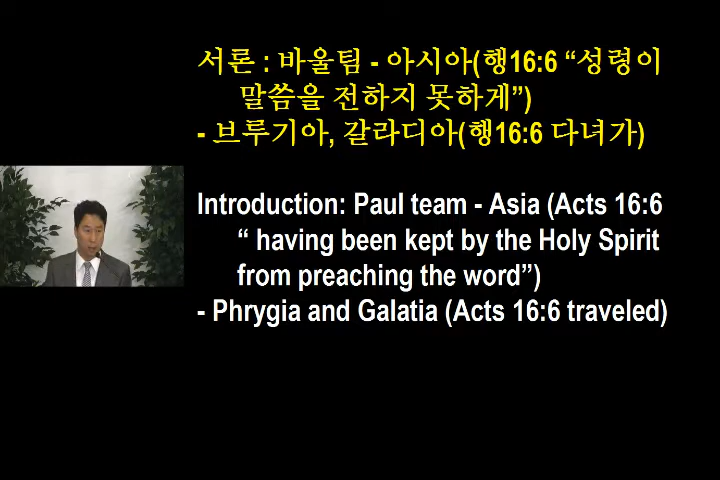 서론 : 바울팀 - 아시아(행16:6 “성령이
말씀을 전하지 못하게”)
- 브루기아, 갈라디아(행16:6 다녀가)
Introduction: Paul team - Asia (Acts 16:6
“ having been kept by the Holy Spirit
from preaching the word”)
- Phrygia and Galatia (Acts 16:6 traveled)